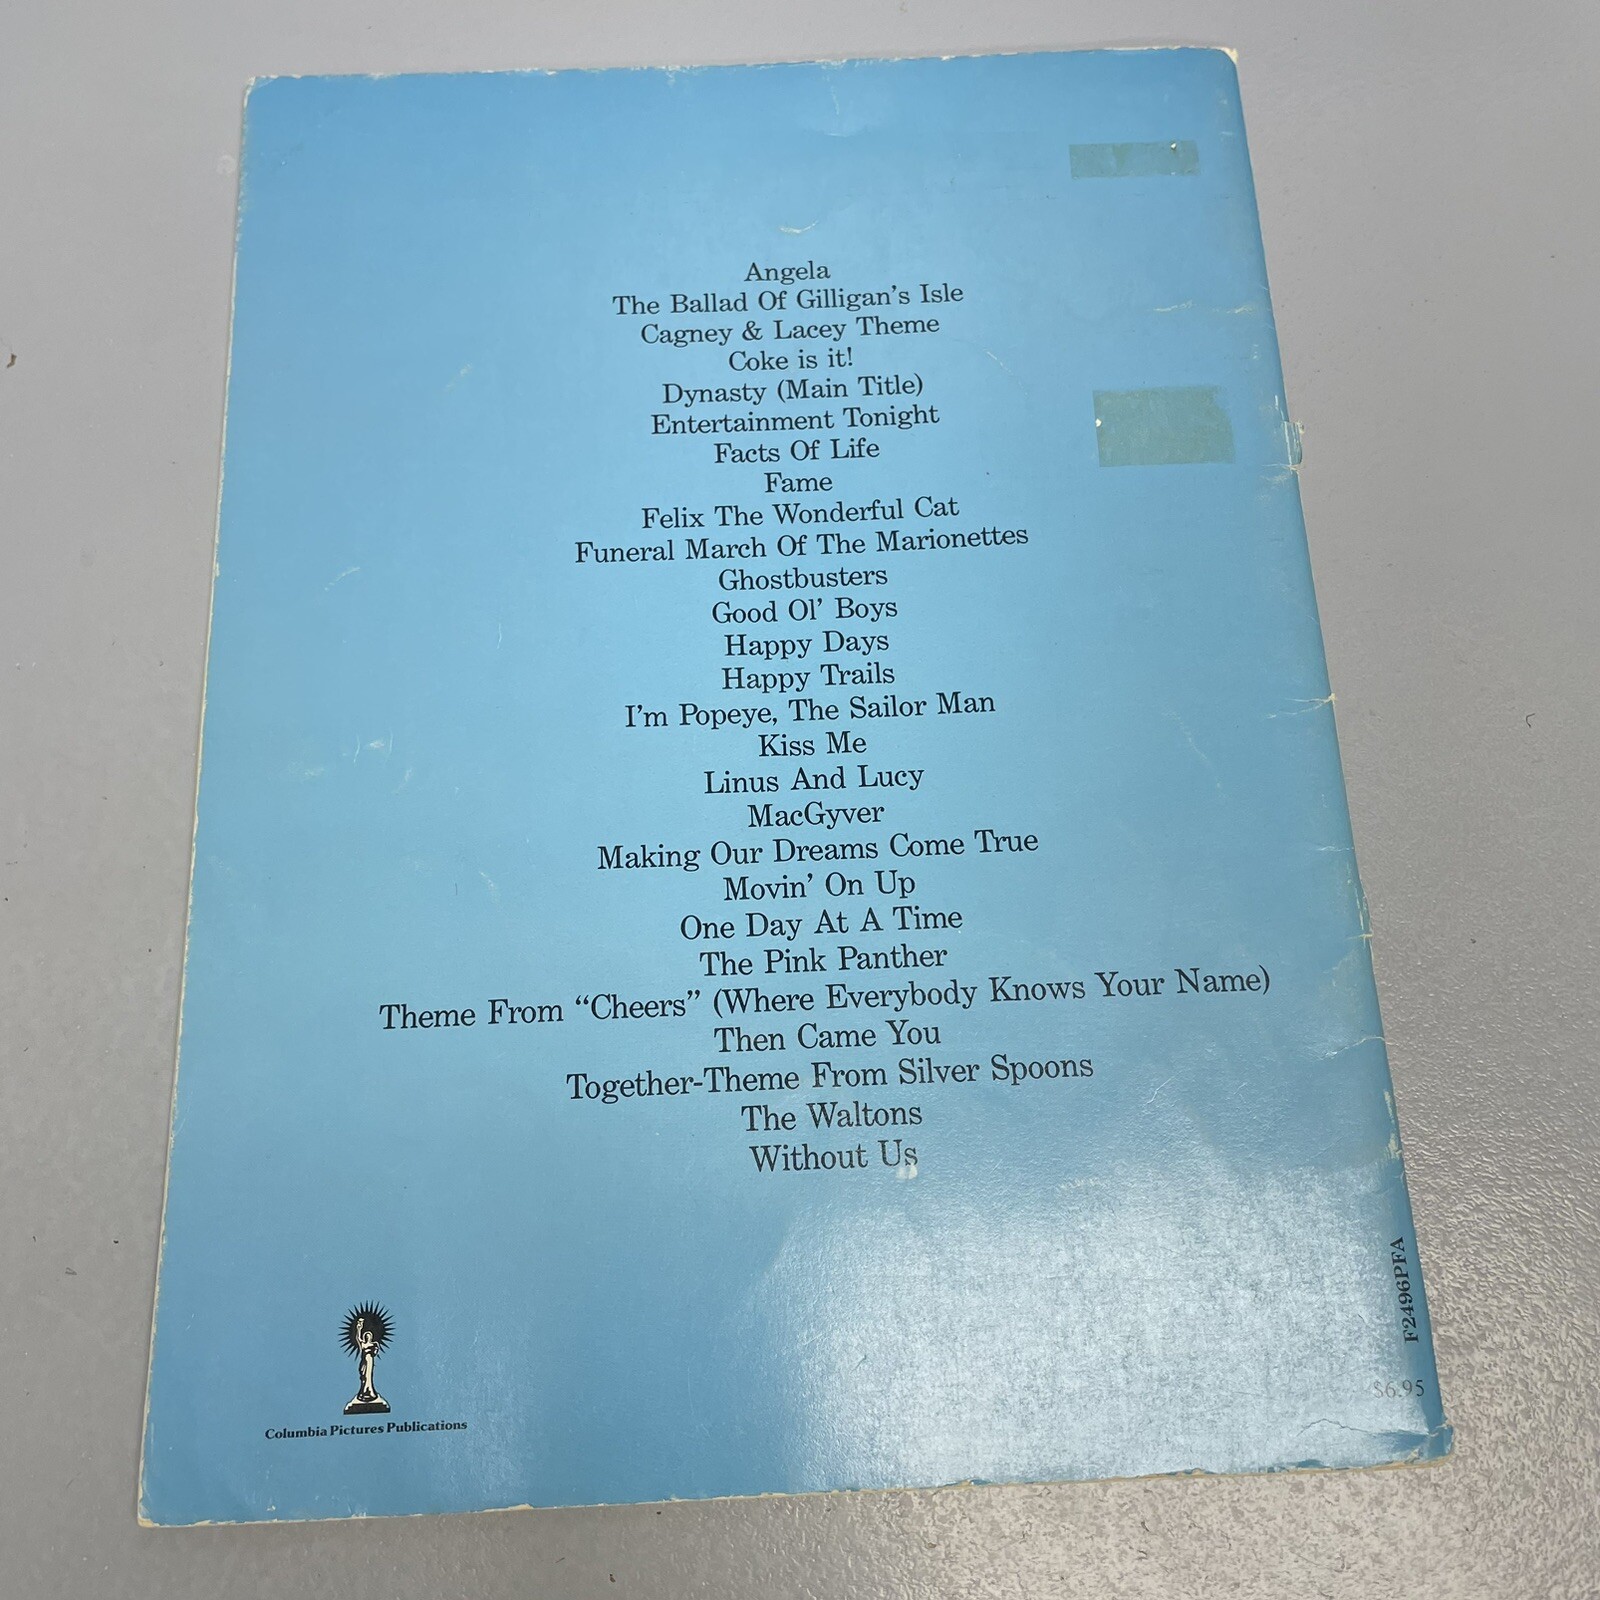 Angela
The Ballad Of Gilligan's Isle
Cagney & Lacey Theme
Coke is it!
Dynasty (Main Title)
Entertainment Tonight
Facts Of Life
Fame
Felix The Wonderful Cat
Funeral March Of The Marionettes
Ghostbusters
Good Ol' Boys
Happy Days
Happy Trails
I'm Popeye, The Sailor Man
Kiss Me
Linus And Lucy
MacGyver
Making Our Dreams Come True
Movin' On Up
One Day At A Time
The Pink Panther
Theme From "Cheers" (Where Everybody Knows Your Name)
Then Came You
Together-Theme From Silver Spoons
The Waltons
Without Us
Columbia Pictures Publications
F2496PFA
$6.95